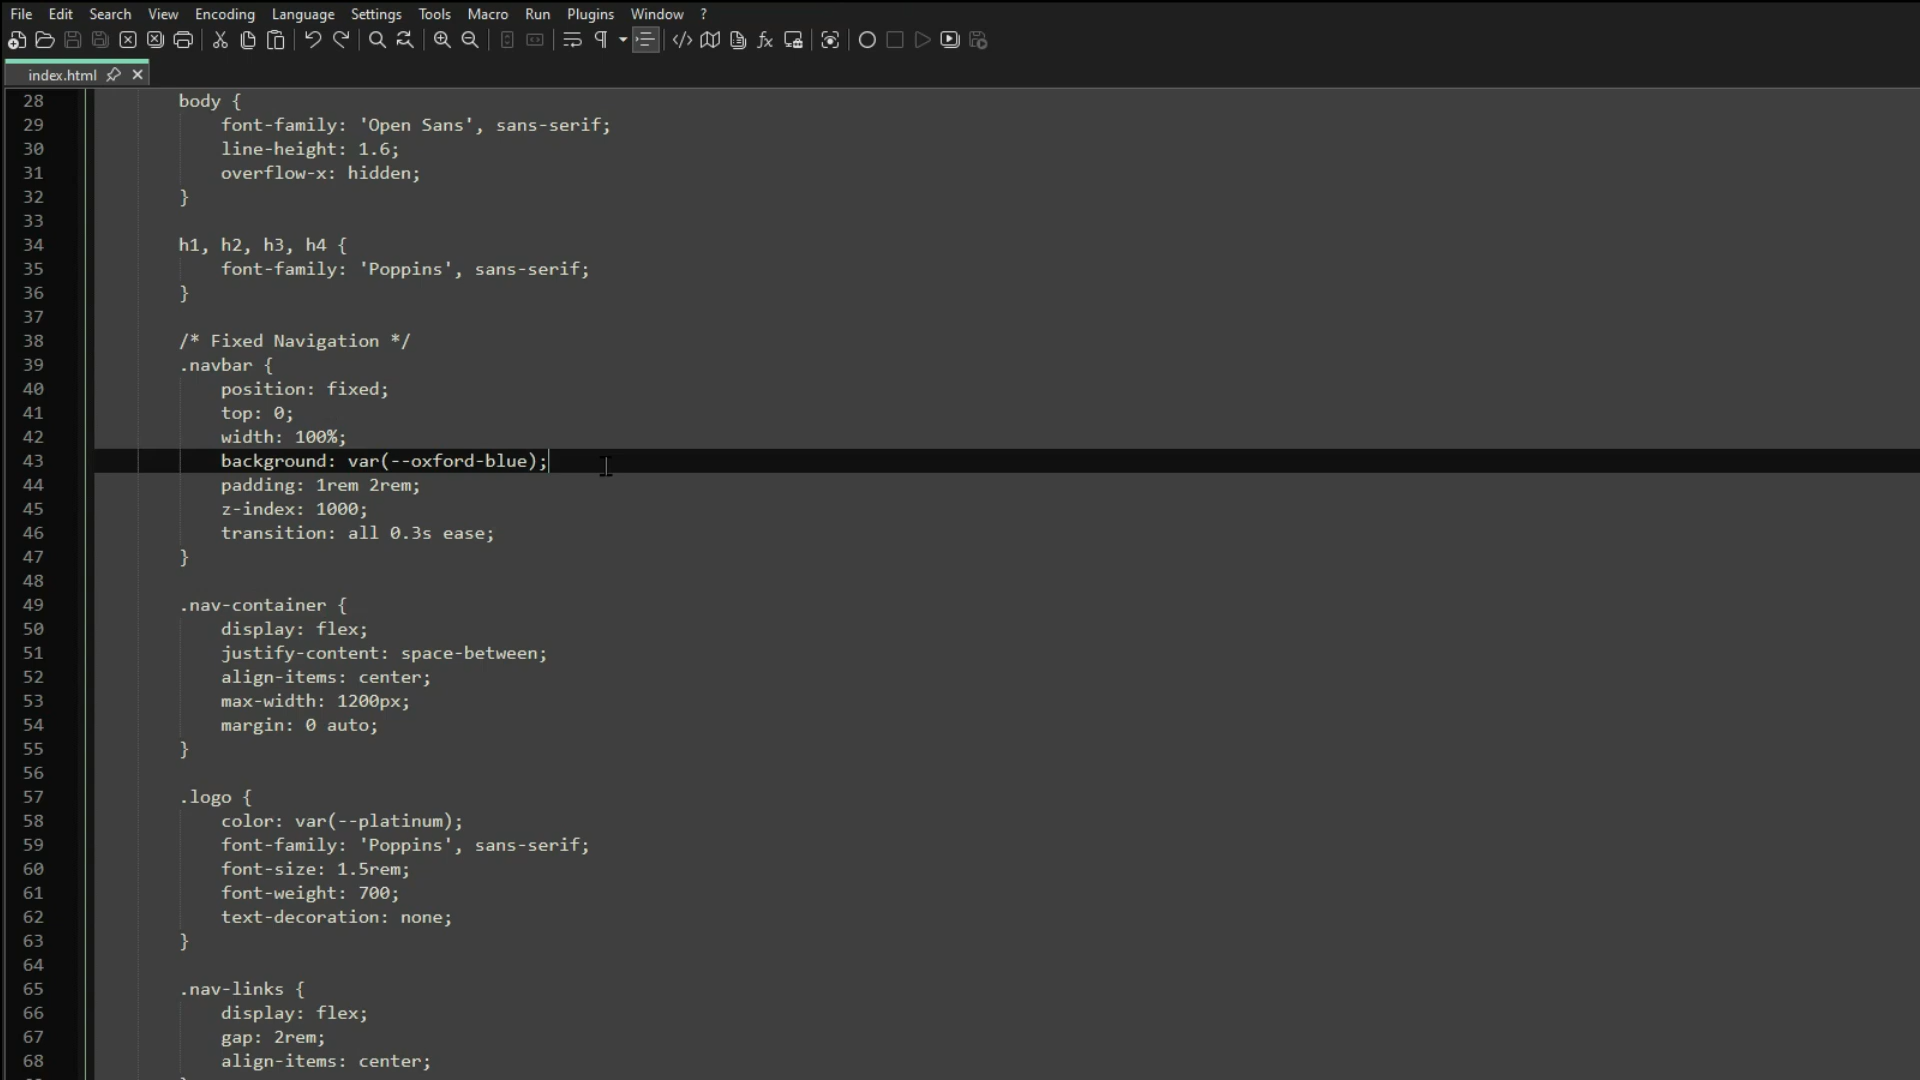 File Edit Search View Encoding Language Settings Tools Macro Run Plugins Window ?
index.html
28 body {
29 font-family: 'Open Sans', sans-serif;
30 line-height: 1.6;
31 overflow-x: hidden;
32 }
33
34 h1, h2, h3, h4 {
35 font-family: 'Poppins', sans-serif;
36 }
37
38 /* Fixed Navigation */
39 .navbar {
40 position: fixed;
41 top: 0;
42 width: 100%;
43 background: var(--oxford-blue);
44 padding: 1rem 2rem;
45 z-index: 1000;
46 transition: all 0.3s ease;
47 }
48
49 .nav-container {
50 display: flex;
51 justify-content: space-between;
52 align-items: center;
53 max-width: 1200px;
54 margin: 0 auto;
55 }
56
57 .logo {
58 color: var(--platinum);
59 font-family: 'Poppins', sans-serif;
60 font-size: 1.5rem;
61 font-weight: 700;
62 text-decoration: none;
63 }
64
65 .nav-links {
66 display: flex;
67 gap: 2rem;
68 align-items: center;